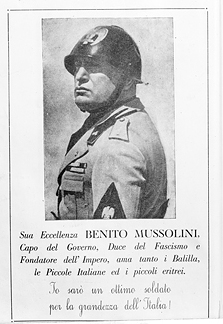 Sua Eccellenza BENITO MUSSOLINI,
Capo del Governo, Duce del Fascismo e
Fondatore dell'Impero, ama tanto i Balilla,
le Piccole Italiane ed i piccoli eritrei.
Io sarò un ottimo soldato
per la grandezza dell'Italia!